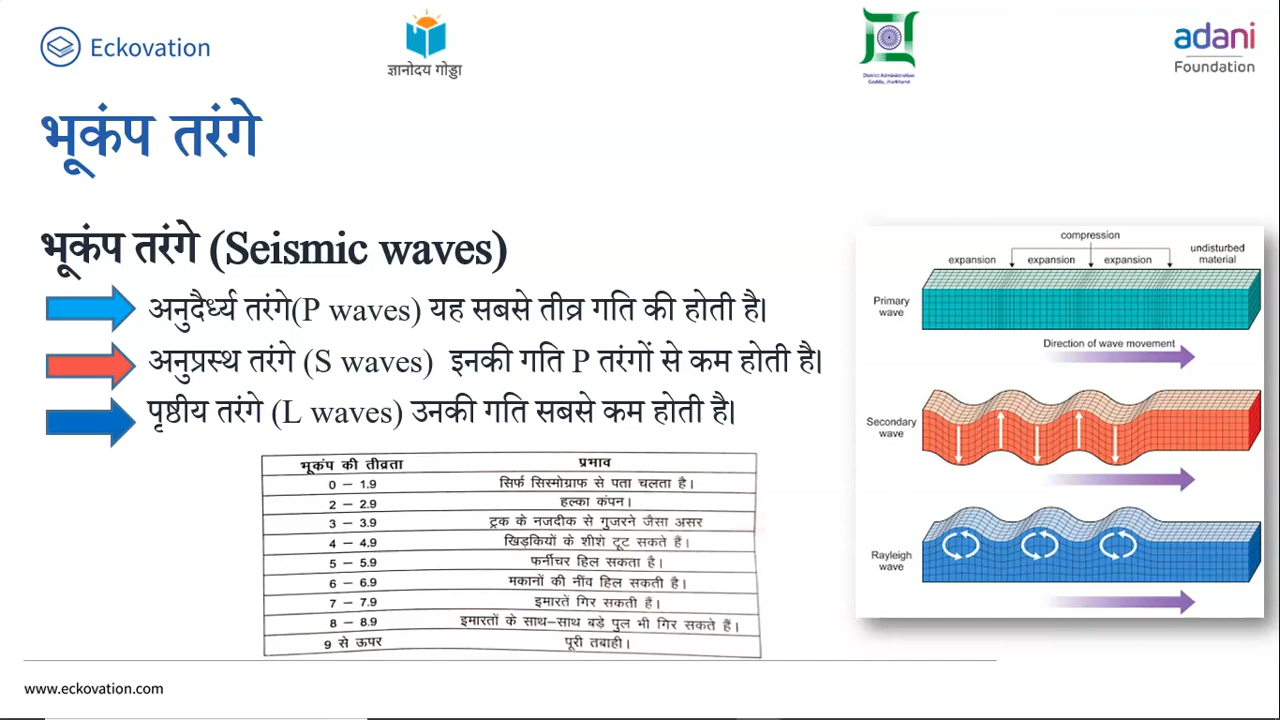 Eckovation
ज्ञानोदय गोड्डा
District Administration
Godda, Jharkhand
adani
Foundation
भूकंप तरंगे
भूकंप तरंगे (Seismic waves)
अनुदैर्ध्य तरंगे(P waves) यह सबसे तीव्र गति की होती है।
अनुप्रस्थ तरंगे (S waves) इनकी गति P तरंगों से कम होती है।
पृष्ठीय तरंगे (L waves) उनकी गति सबसे कम होती है।
भूकंप की तीव्रता प्रभाव
0 – 1.9 सिर्फ सिस्मोग्राफ से पता चलता है।
2 – 2.9 हल्का कंपन।
3 – 3.9 ट्रक के नजदीक से गुजरने जैसा असर
4 – 4.9 खिड़कियों के शीशे टूट सकते हैं।
5 – 5.9 फर्नीचर हिल सकता है।
6 – 6.9 मकानों की नींव हिल सकती है।
7 – 7.9 इमारतें गिर सकती हैं।
8 – 8.9 इमारतों के साथ–साथ बड़े पुल भी गिर सकते हैं।
9 से ऊपर पूरी तबाही।
compression
expansion expansion expansion
undisturbed
material
Primary
wave
Direction of wave movement
Secondary
wave
Rayleigh
wave
www.eckovation.com